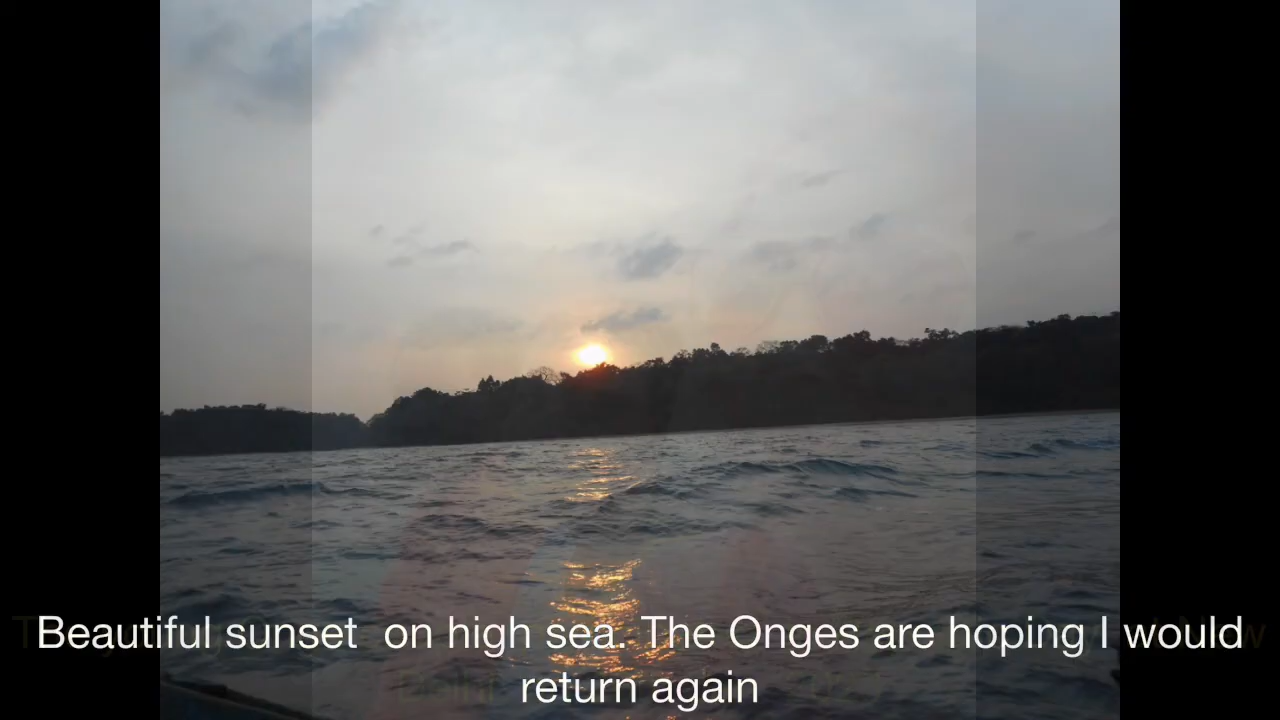 Beautiful sunset  on high sea. The Onges are hoping I would
return again